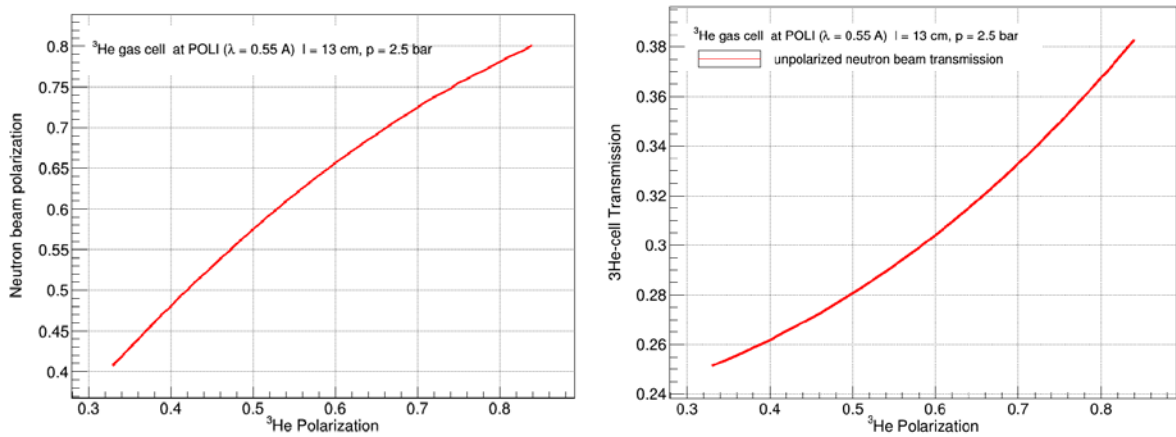 ³He gas cell at POLI (λ = 0.55 A) l = 13 cm, p = 2.5 bar
Neutron beam polarization
0.8
0.75
0.7
0.65
0.6
0.55
0.5
0.45
0.4
0.3 0.4 0.5 0.6 0.7 0.8
³He Polarization
³He gas cell at POLI (λ = 0.55 A) l = 13 cm, p = 2.5 bar
unpolarized neutron beam transmission
3He-cell Transmission
0.38
0.36
0.34
0.32
0.3
0.28
0.26
0.24
0.3 0.4 0.5 0.6 0.7 0.8
³He Polarization